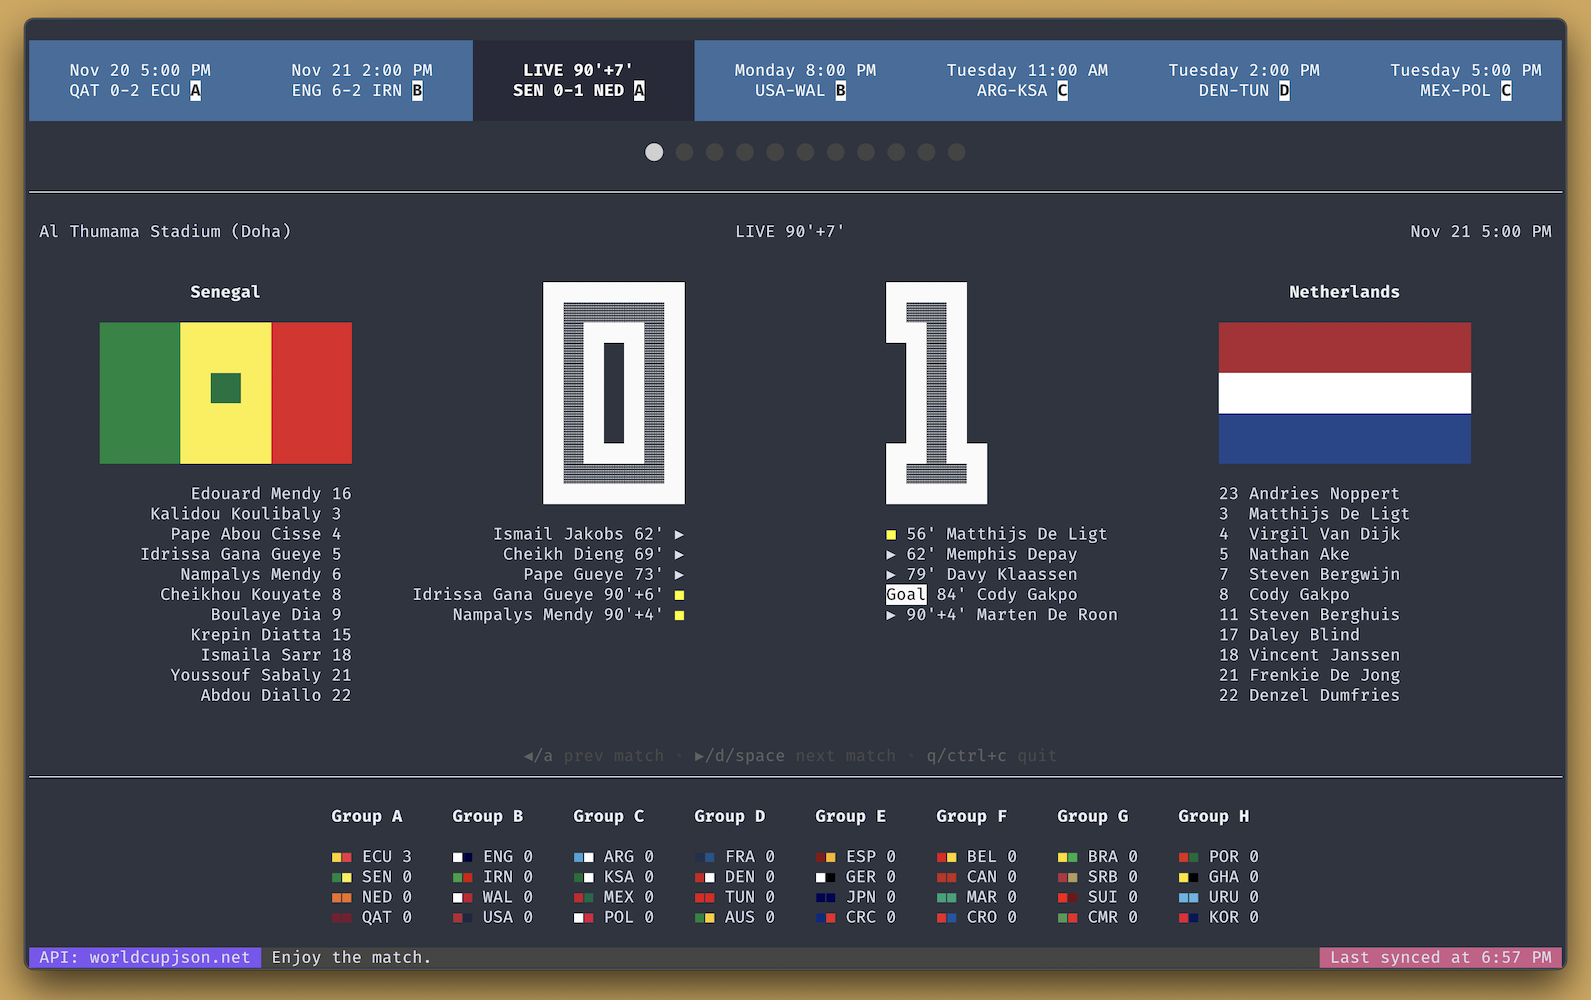 Nov 20 5:00 PM Nov 21 2:00 PM LIVE 90'+7' Monday 8:00 PM Tuesday 11:00 AM Tuesday 2:00 PM Tuesday 5:00 PM
QAT 0-2 ECU A ENG 6-2 IRN B SEN 0-1 NED A USA-WAL B ARG-KSA C DEN-TUN D MEX-POL C
Al Thumama Stadium (Doha) LIVE 90'+7' Nov 21 5:00 PM
Senegal
0
1
Netherlands
Edouard Mendy 16
Kalidou Koulibaly 3
Pape Abou Cisse 4
Idrissa Gana Gueye 5
Nampalys Mendy 6
Cheikhou Kouyate 8
Boulaye Dia 9
Krepin Diatta 15
Ismaila Sarr 18
Youssouf Sabaly 21
Abdou Diallo 22
Ismail Jakobs 62' ▶
Cheikh Dieng 69' ▶
Pape Gueye 73' ▶
Idrissa Gana Gueye 90'+6' ■
Nampalys Mendy 90'+4' ■
■ 56' Matthijs De Ligt
▶ 62' Memphis Depay
▶ 79' Davy Klaassen
Goal 84' Cody Gakpo
▶ 90'+4' Marten De Roon
23 Andries Noppert
3 Matthijs De Ligt
4 Virgil Van Dijk
5 Nathan Ake
7 Steven Bergwijn
8 Cody Gakpo
11 Steven Berghuis
17 Daley Blind
18 Vincent Janssen
21 Frenkie De Jong
22 Denzel Dumfries
◀/a prev match · ▶/d/space next match · q/ctrl+c quit
Group A Group B Group C Group D Group E Group F Group G Group H
ECU 3 ENG 0 ARG 0 FRA 0 ESP 0 BEL 0 BRA 0 POR 0
SEN 0 IRN 0 KSA 0 DEN 0 GER 0 CAN 0 SRB 0 GHA 0
NED 0 WAL 0 MEX 0 TUN 0 JPN 0 MAR 0 SUI 0 URU 0
QAT 0 USA 0 POL 0 AUS 0 CRC 0 CRO 0 CMR 0 KOR 0
API: worldcupjson.net Enjoy the match. Last synced at 6:57 PM